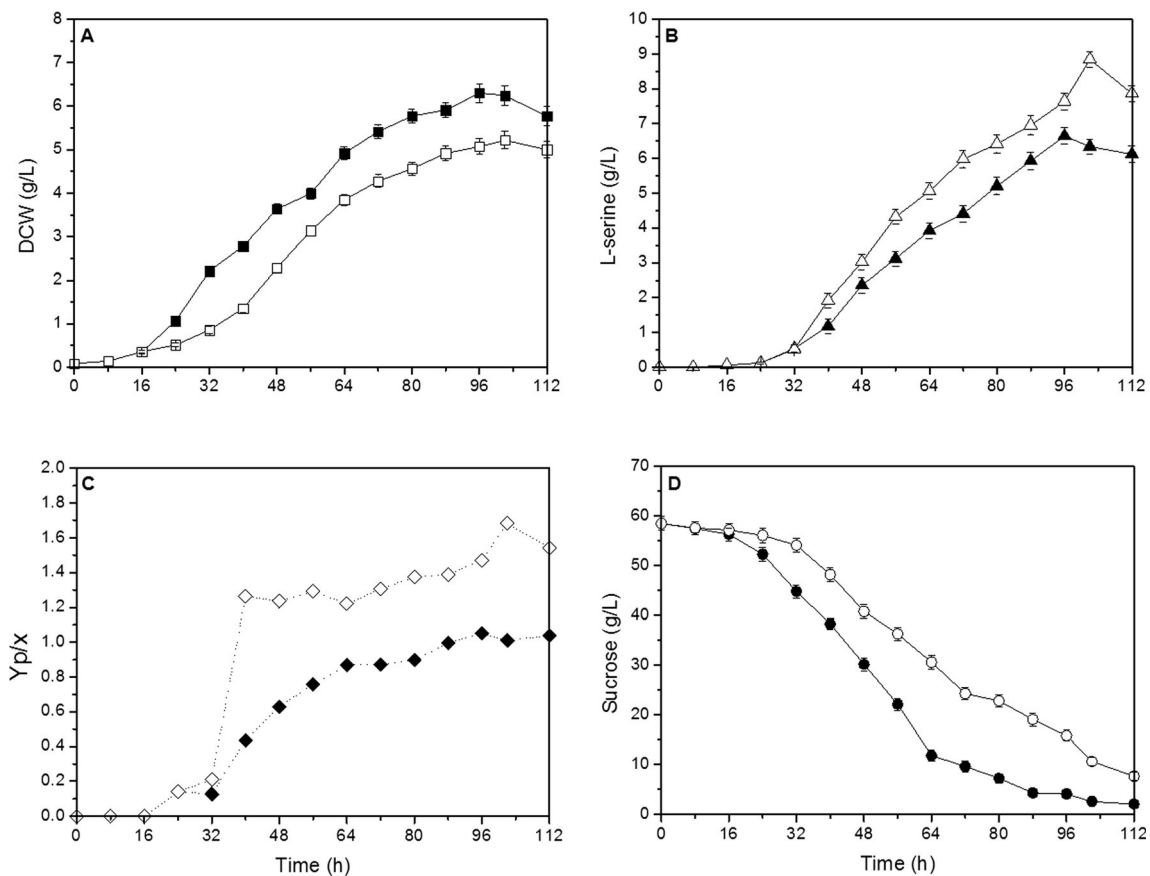 A
DCW (g/L)
8
7
6
5
4
3
2
1
0
0 16 32 48 64 80 96 112
B
L-serine (g/L)
10
9
8
7
6
5
4
3
2
1
0
0 16 32 48 64 80 96 112
C
Yp/x
2.0
1.8
1.6
1.4
1.2
1.0
0.8
0.6
0.4
0.2
0.0
0 16 32 48 64 80 96 112
Time (h)
D
Sucrose (g/L)
70
60
50
40
30
20
10
0
0 16 32 48 64 80 96 112
Time (h)